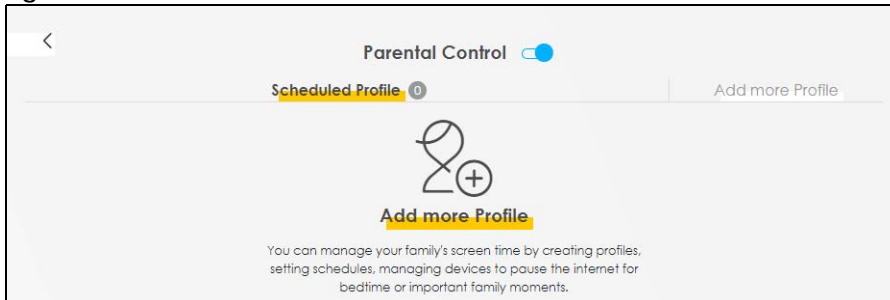 Parental Control
Scheduled Profile 0
Add more Profile
Add more Profile
You can manage your family's screen time by creating profiles,
setting schedules, managing devices to pause the internet for
bedtime or important family moments.